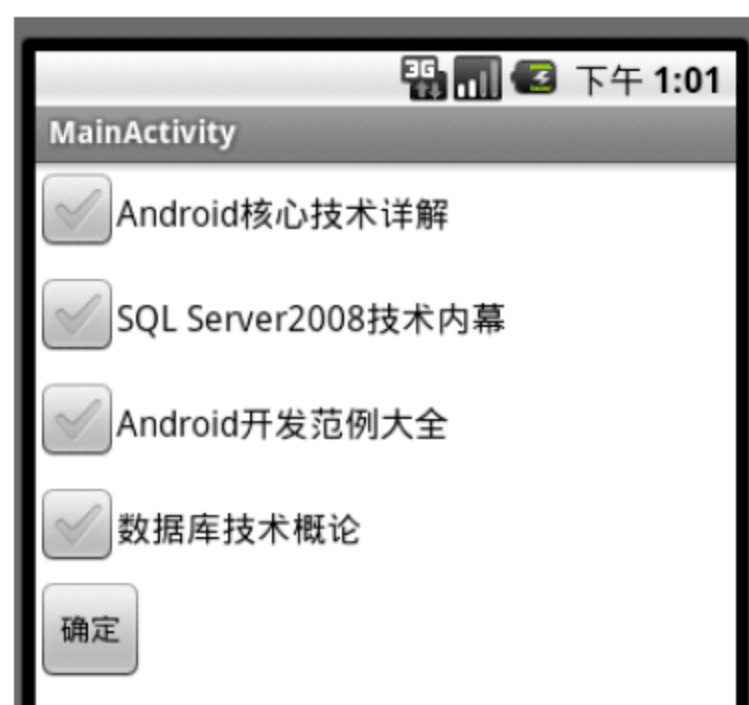 3G 下午 1:01
MainActivity
Android核心技术详解
SQL Server2008技术内幕
Android开发范例大全
数据库技术概论
确定